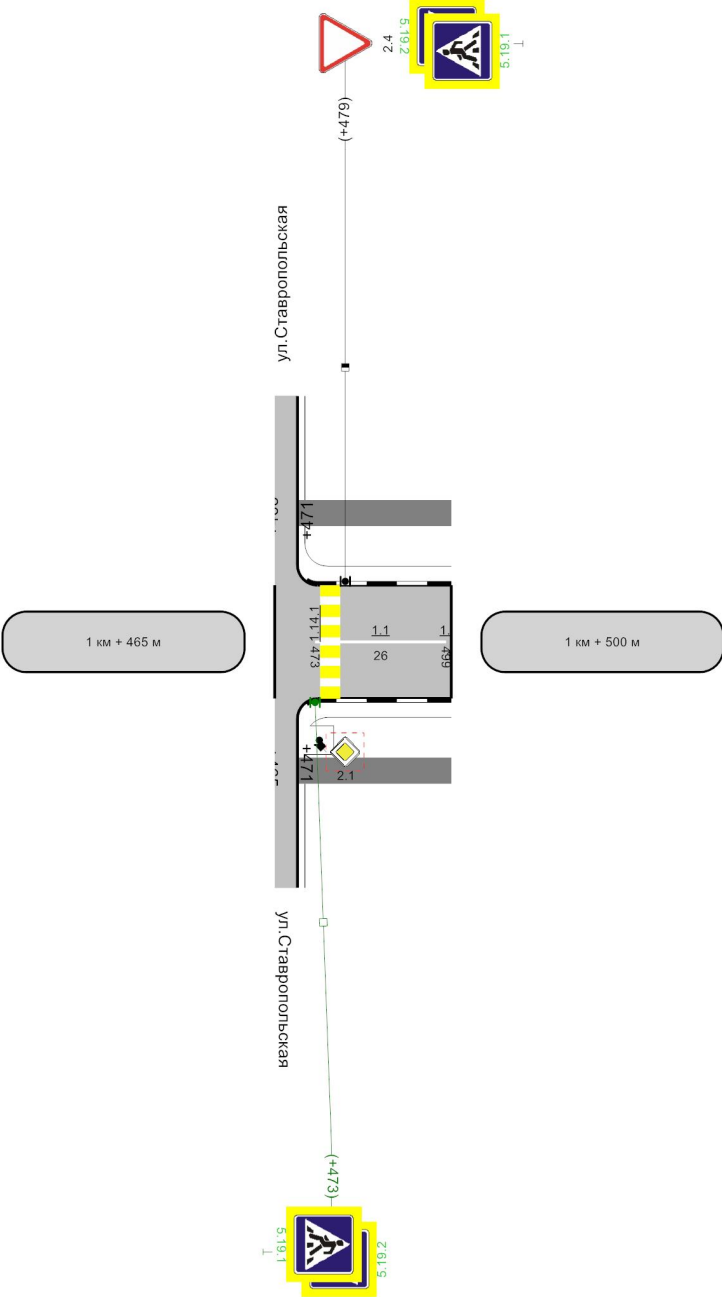 2.4
5.19.2
5.19.1
T
(+479)
ул.Ставропольская
+471
1.14.1
1.1
1.
473
26
499
1 км + 465 м
1 км + 500 м
+471
2.1
ул.Ставропольская
(+473)
5.19.1
T
5.19.2